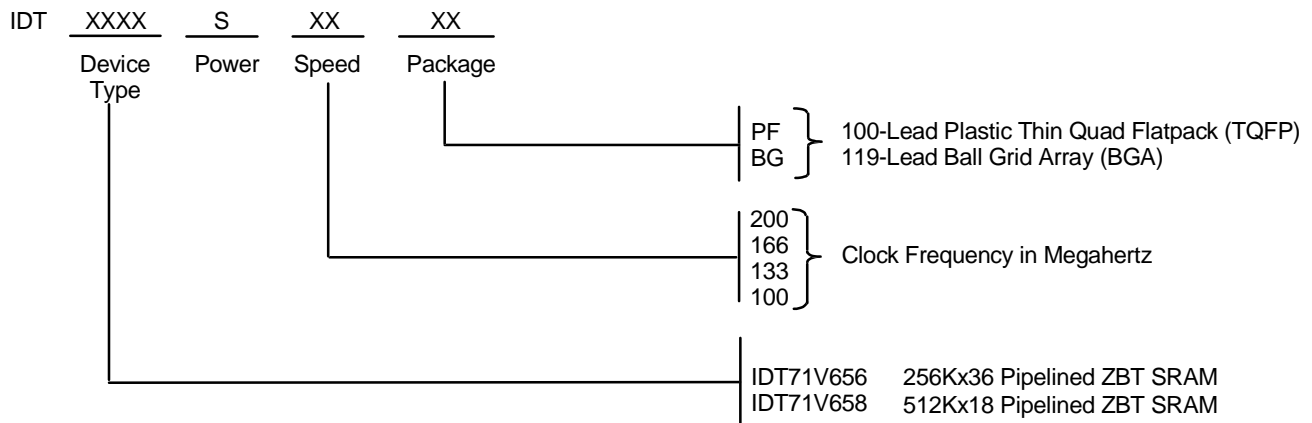 IDT XXXX S XX XX
Device Type Power Speed Package
PF 100-Lead Plastic Thin Quad Flatpack (TQFP)
BG 119-Lead Ball Grid Array (BGA)
200
166
133
100
Clock Frequency in Megahertz
IDT71V656 256Kx36 Pipelined ZBT SRAM
IDT71V658 512Kx18 Pipelined ZBT SRAM